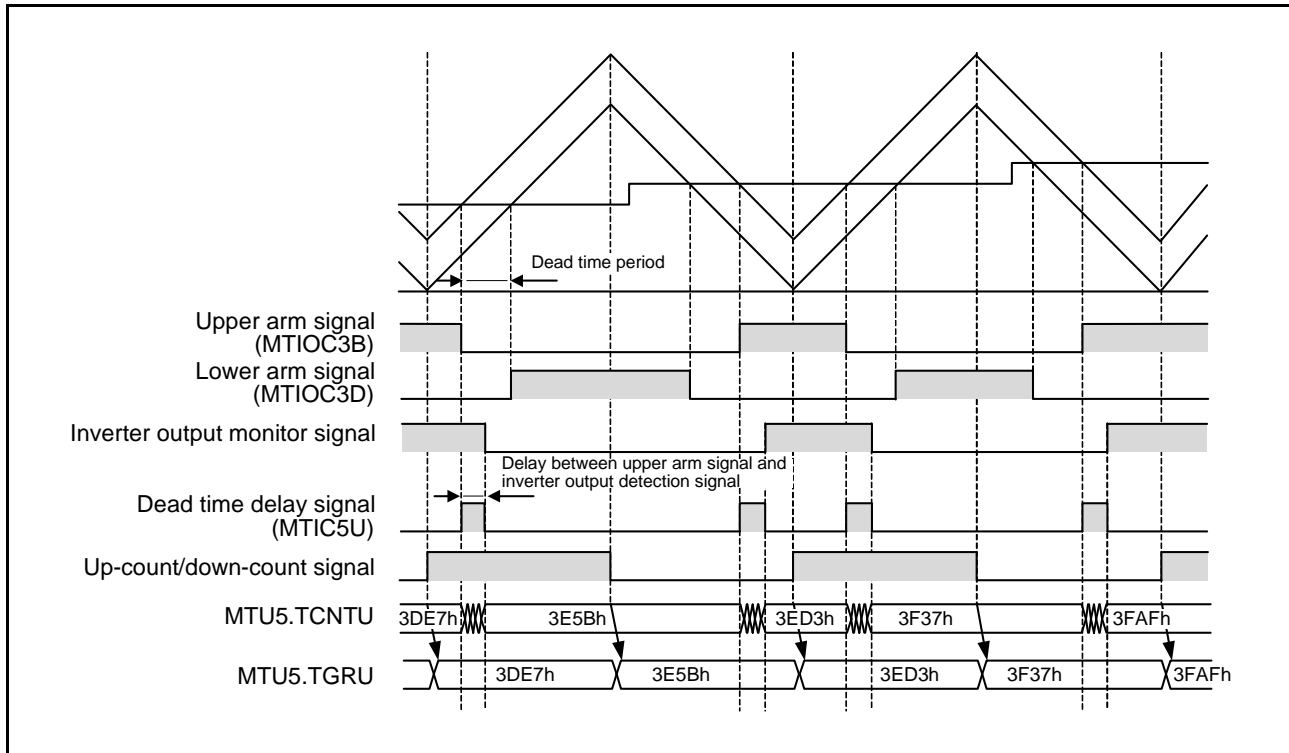 Dead time period
Upper arm signal
(MTIOC3B)
Lower arm signal
(MTIOC3D)
Inverter output monitor signal
Delay between upper arm signal and
inverter output detection signal
Dead time delay signal
(MTIC5U)
Up-count/down-count signal
MTU5.TCNTU 3DE7h 3E5Bh 3ED3h 3F37h 3FAFh
MTU5.TGRU 3DE7h 3E5Bh 3ED3h 3F37h 3FAFh